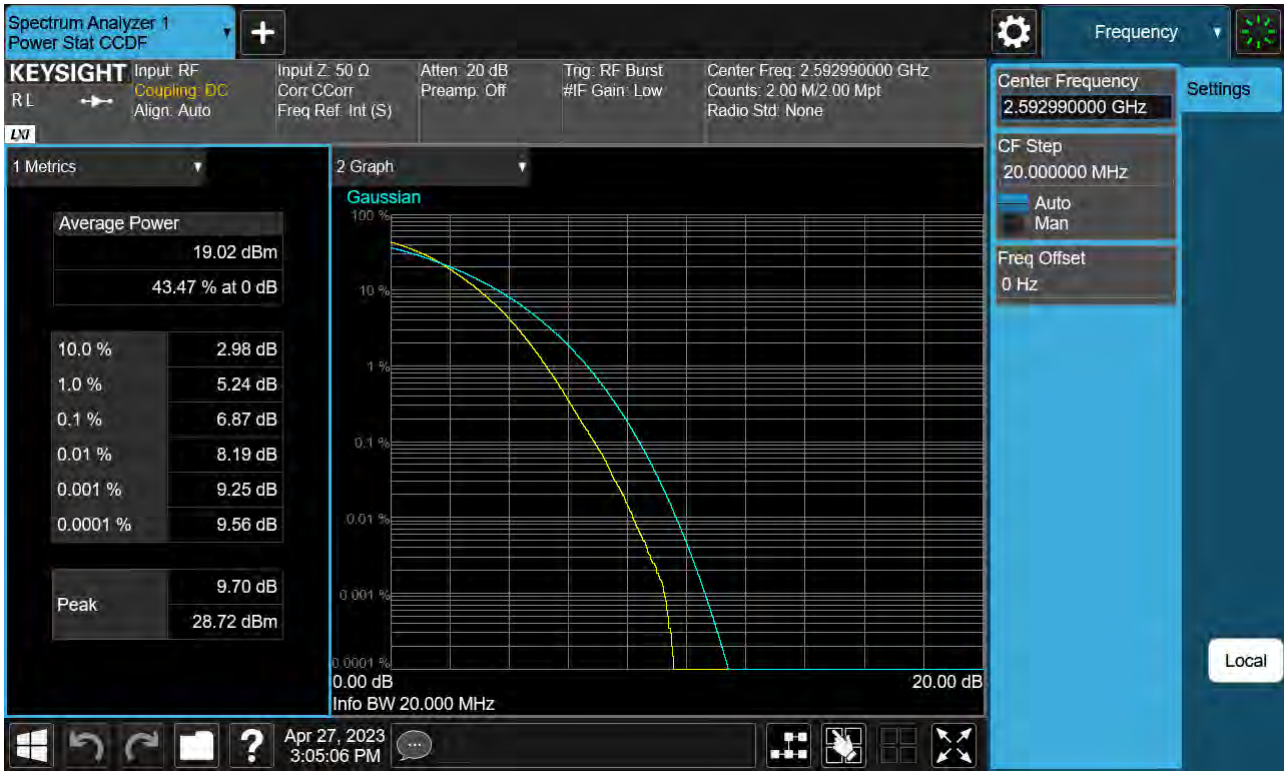 Spectrum Analyzer 1
Power Stat CCDF
Frequency
KEYSIGHT
R L
LXI
Input: RF
Coupling: DC
Align: Auto
Input Z: 50 Ω
Corr CCorr
Freq Ref: Int (S)
Atten: 20 dB
Preamp: Off
Trig: RF Burst
#IF Gain: Low
Center Freq: 2.592990000 GHz
Counts: 2.00 M/2.00 Mpt
Radio Std: None
Center Frequency
2.592990000 GHz
Settings
CF Step
20.000000 MHz
Auto
Man
Freq Offset
0 Hz
1 Metrics
Average Power
19.02 dBm
43.47 % at 0 dB
10.0 % 2.98 dB
1.0 % 5.24 dB
0.1 % 6.87 dB
0.01 % 8.19 dB
0.001 % 9.25 dB
0.0001 % 9.56 dB
Peak
9.70 dB
28.72 dBm
2 Graph
Gaussian
100 %
10 %
1 %
0.1 %
0.01 %
0.001 %
0.0001 %
0.00 dB 20.00 dB
Info BW 20.000 MHz
Local
?
Apr 27, 2023
3:05:06 PM